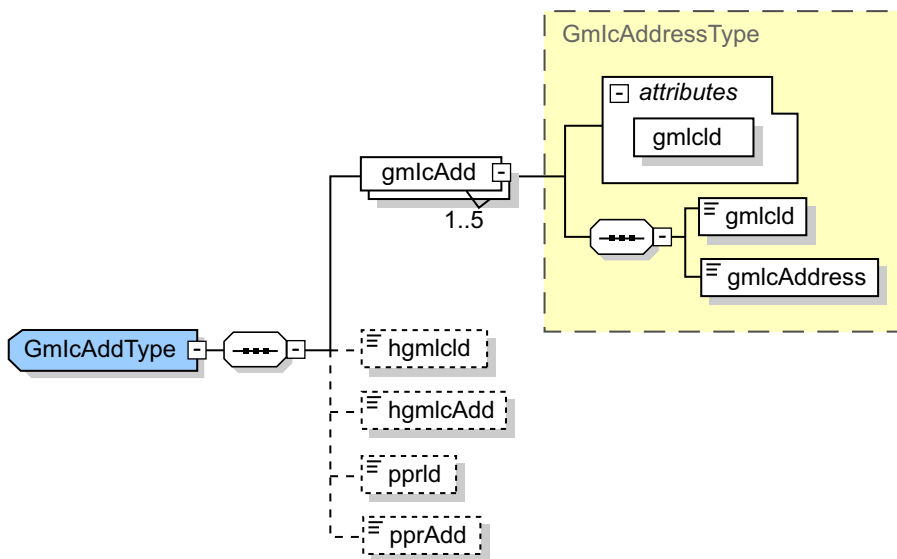 GmlcAddressType
attributes
gmlcId
gmlcAdd
1..5
gmlcId
gmlcAddress
GmlcAddType
hgmlcId
hgmlcAdd
pprId
pprAdd